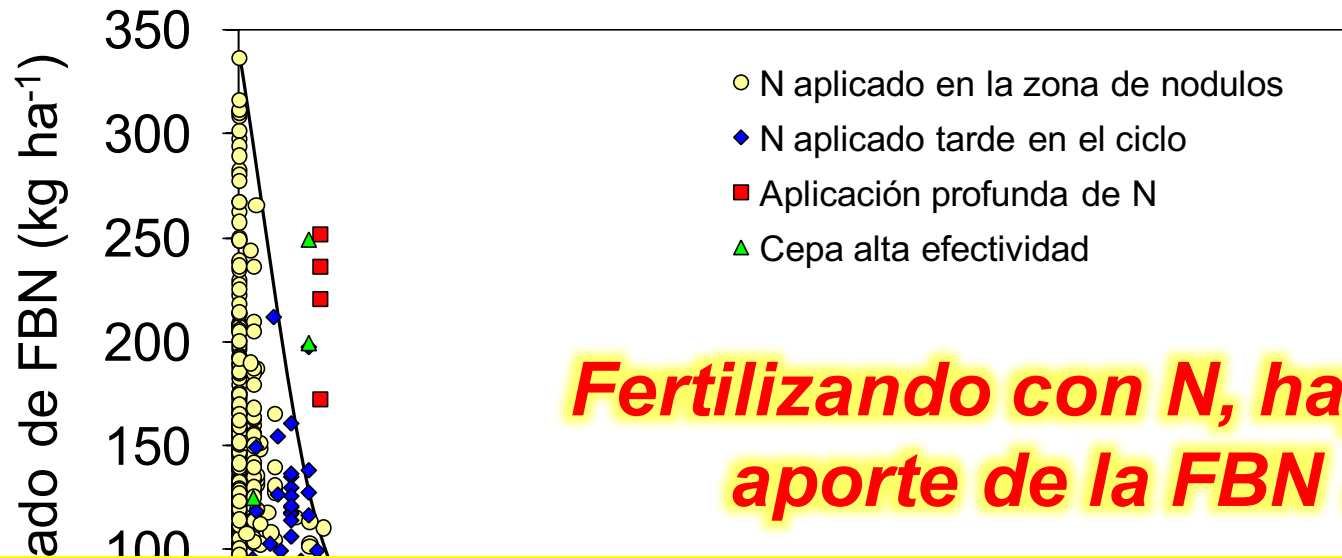 350
300
250
200
150
100
ado de FBN (kg ha-1)
N aplicado en la zona de nodulos
N aplicado tarde en el ciclo
Aplicación profunda de N
Cepa alta efectividad
Fertilizando con N, ha
aporte de la FBN